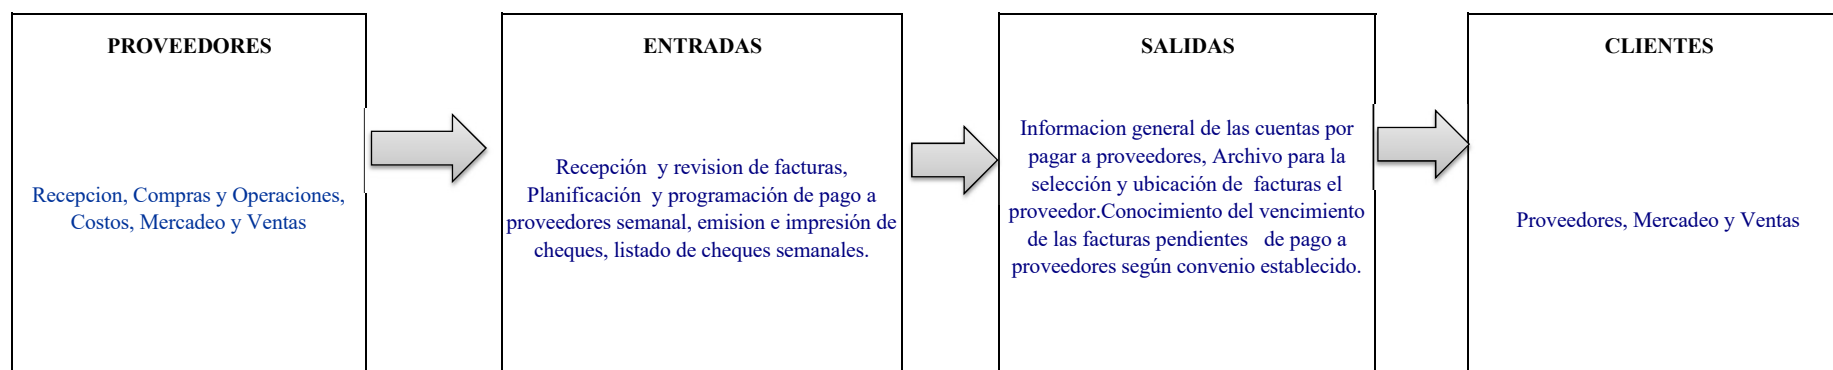 PROVEEDORES
Recepcion, Compras y Operaciones,
Costos, Mercadeo y Ventas
ENTRADAS
Recepción  y revision de facturas,
Planificación  y programación de pago a
proveedores semanal, emision e impresión de
cheques, listado de cheques semanales.
SALIDAS
Informacion general de las cuentas por
pagar a proveedores, Archivo para la
selección y ubicación de  facturas el
proveedor.Conocimiento del vencimiento
de las facturas pendientes   de pago a
proveedores según convenio establecido.
CLIENTES
Proveedores, Mercadeo y Ventas